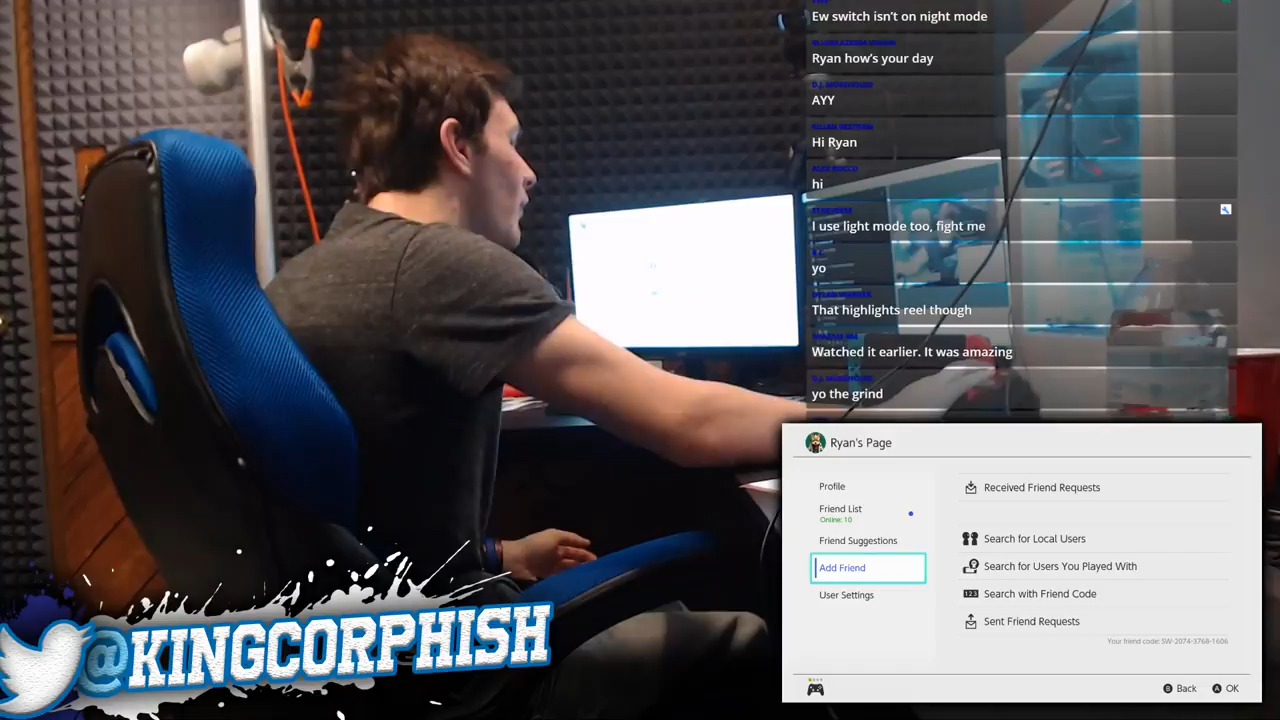 Ew switch isn't on night mode
Ryan how's your day
AYY
Hi Ryan
hi
I use light mode too, fight me
yo
That highlights reel though
Watched it earlier. It was amazing
yo the grind
Ryan's Page
Profile
Friend List
Online: 10
Friend Suggestions
Add Friend
User Settings
Received Friend Requests
Search for Local Users
Search for Users You Played With
123 Search with Friend Code
Sent Friend Requests
Your friend code: SW-2074-3768-1606
B Back
A OK
@KINGCORPHISH